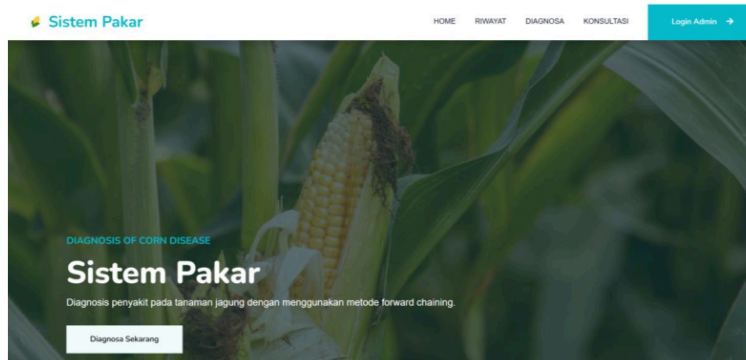 Sistem Pakar
HOME RIWAYAT DIAGNOSA KONSULTASI Login Admin →
DIAGNOSIS OF CORN DISEASE
Sistem Pakar
Diagnosis penyakit pada tanaman jagung dengan menggunakan metode forward chaining.
Diagnosa Sekarang